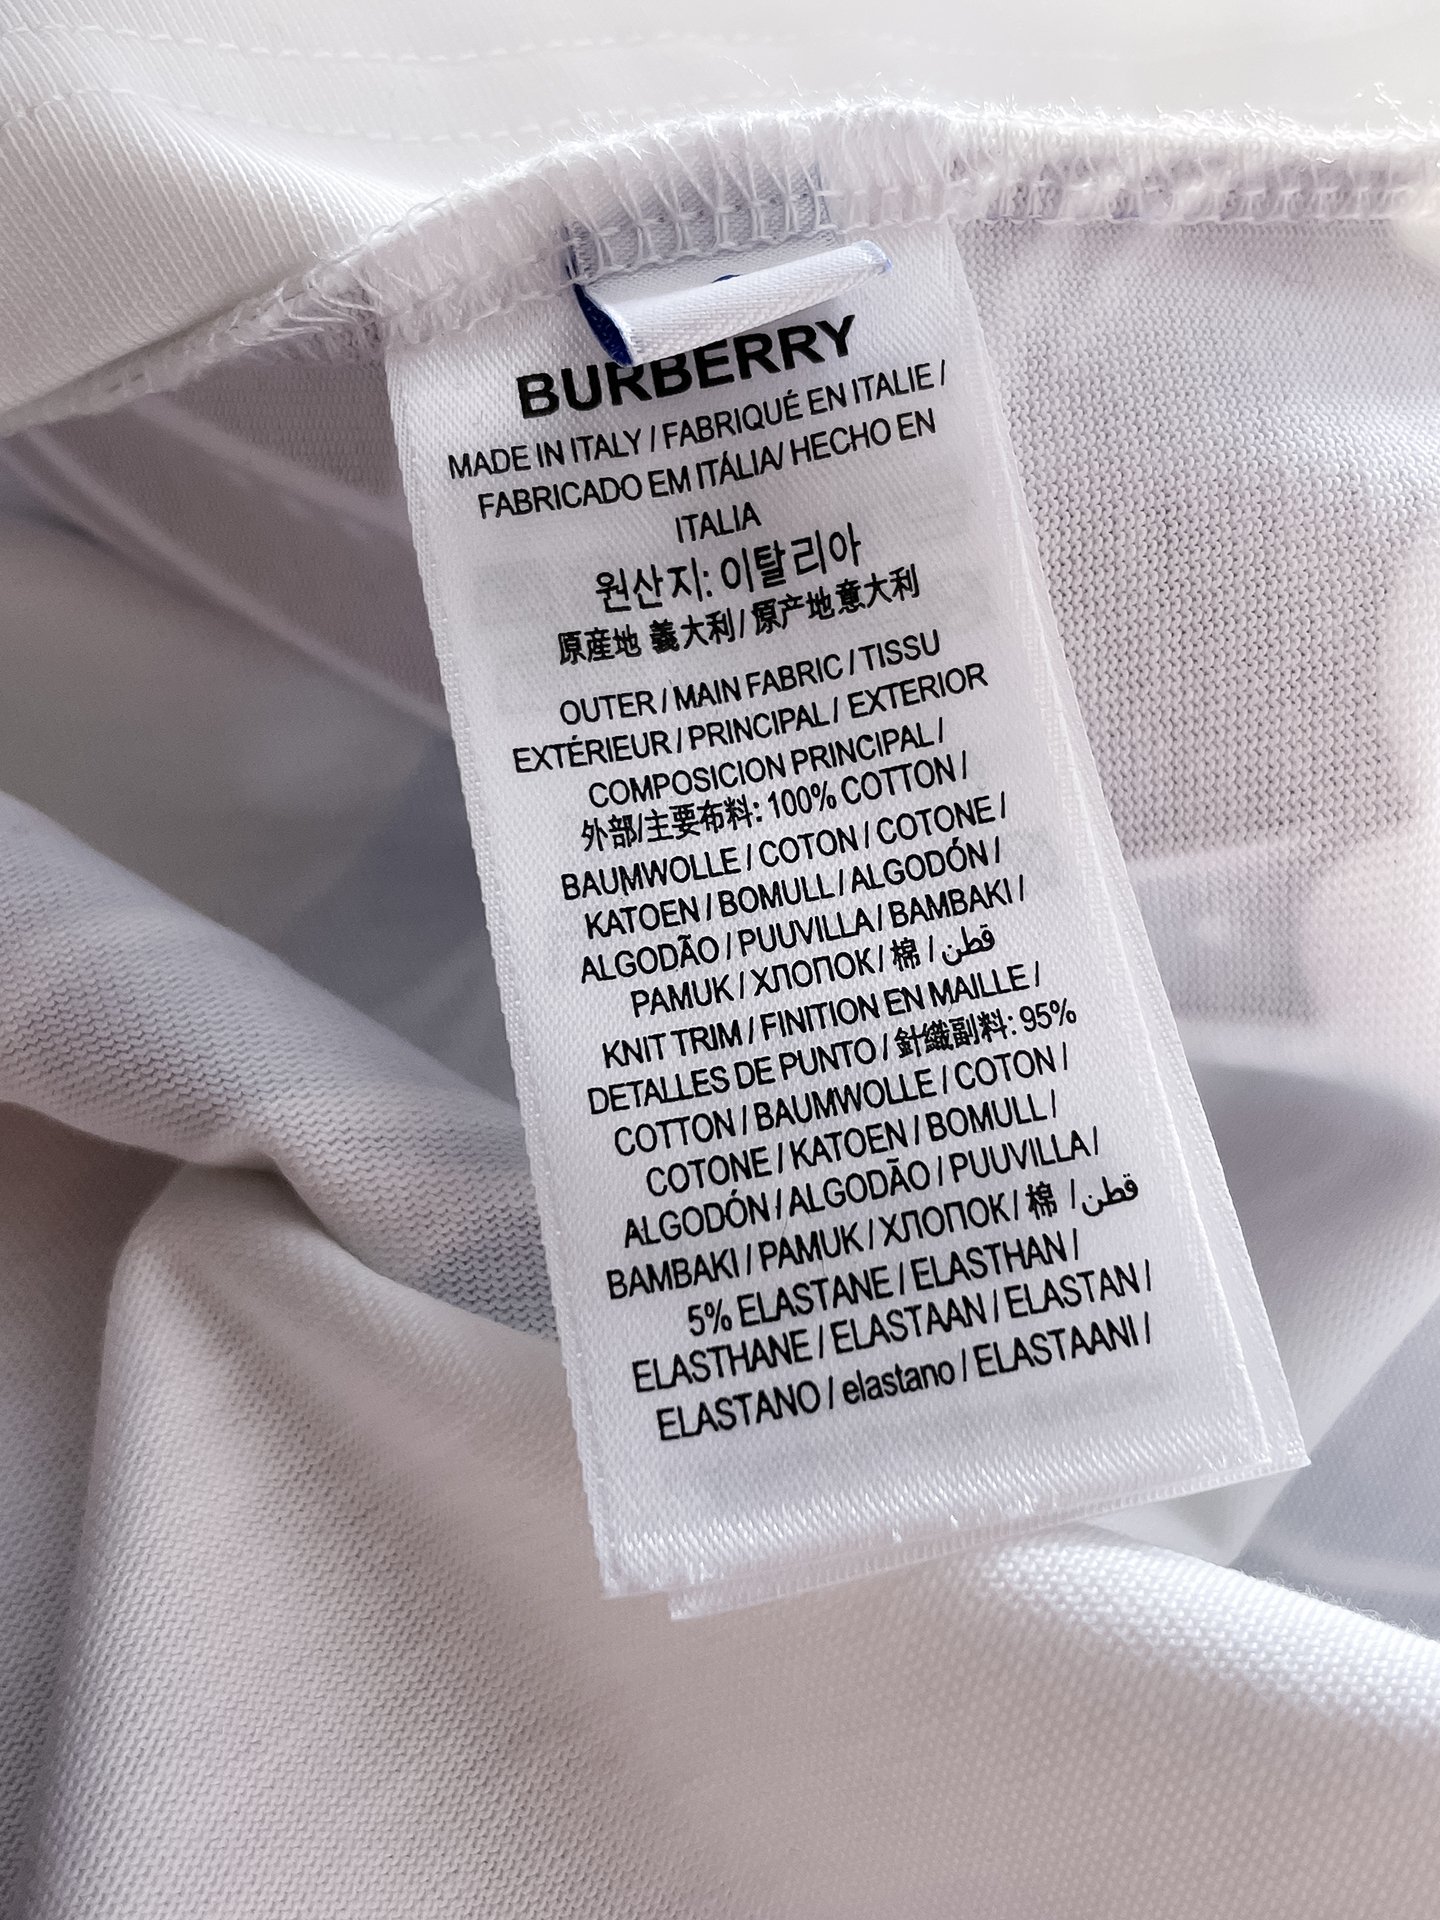 BURBERRY
MADE IN ITALY / FABRIQUÉ EN ITALIE /
FABRICADO EM ITÁLIA/ HECHO EN
ITALIA
원산지: 이탈리아
原産地 義大利/ 原产地意大利
OUTER / MAIN FABRIC / TISSU
EXTÉRIEUR / PRINCIPAL / EXTERIOR
COMPOSICION PRINCIPAL /
外部/主要布料: 100% COTTON /
BAUMWOLLE / COTON / COTONE /
KATOEN / BOMULL / ALGODÓN /
ALGODÃO / PUUVILLA / BAMBAKI /
PAMUK / ХЛОПОК / 棉 / قطن
KNIT TRIM / FINITION EN MAILLE /
DETALLES DE PUNTO / 針織副料: 95%
COTTON / BAUMWOLLE / COTON /
COTONE / KATOEN / BOMULL /
ALGODÓN / ALGODÃO / PUUVILLA /
BAMBAKI / PAMUK / ХЛОПОК / 棉 / قطن
5% ELASTANE / ELASTHAN /
ELASTHANE / ELASTAAN / ELASTAN /
ELASTANO / elastano / ELASTAANI /